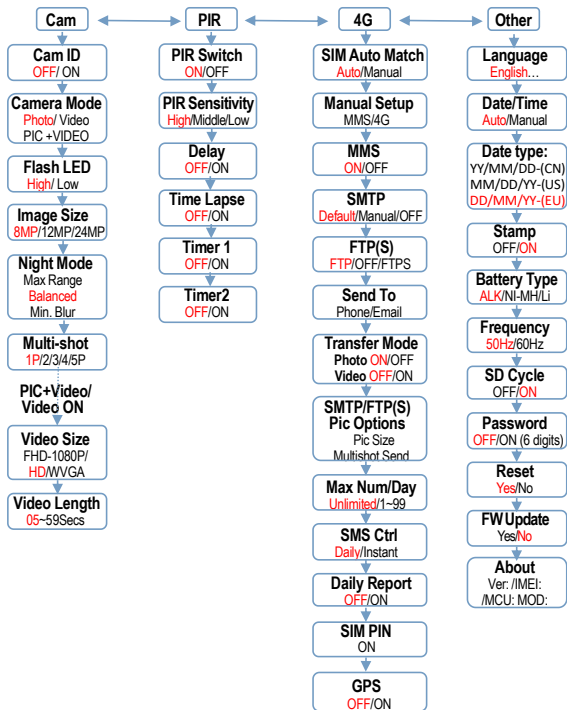 Cam
Cam ID
OFF/ ON
Camera Mode
Photo/ Video
PIC +VIDEO
Flash LED
High/ Low
Image Size
8MP/12MP/24MP
Night Mode
Max Range
Balanced
Min. Blur
Multi-shot
1P/2/3/4/5P
PIC+Video/
Video ON
Video Size
FHD-1080P/
HD/WVGA
Video Length
05~59Secs
PIR
PIR Switch
ON/OFF
PIR Sensitivity
High/Middle/Low
Delay
OFF/ON
Time Lapse
OFF/ON
Timer 1
OFF/ON
Timer2
OFF/ON
4G
SIM Auto Match
Auto/Manual
Manual Setup
MMS/4G
MMS
ON/OFF
SMTP
Default/Manual/OFF
FTP(S)
FTP/OFF/FTPS
Send To
Phone/Email
Transfer Mode
Photo ON/OFF
Video OFF/ON
SMTP/FTP(S)
Pic Options
Pic Size
Multishot Send
Max Num/Day
Unlimited/1~99
SMS Ctrl
Daily/Instant
Daily Report
OFF/ON
SIM PIN
ON
GPS
OFF/ON
Other
Language
English…
Date/Time
Auto/Manual
Date type:
YY/MM/DD-(CN)
MM/DD/YY-(US)
DD/MM/YY-(EU)
Stamp
OFF/ON
Battery Type
ALK/NI-MH/Li
Frequency
50Hz/60Hz
SD Cycle
OFF/ON
Password
OFF/ON (6 digits)
Reset
Yes/No
FW Update
Yes/No
About
Ver: /IMEI:
/MCU: MOD: